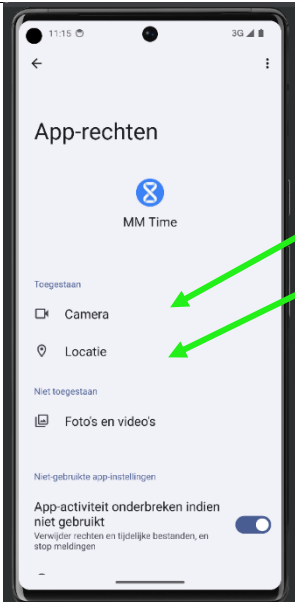 11:15 3G
App-rechten
MM Time
Toegestaan
Camera
Locatie
Niet toegestaan
Foto's en video's
Niet-gebruikte app-instellingen
App-activiteit onderbreken indien
niet gebruikt
Verwijder rechten en tijdelijke bestanden, en
stop meldingen